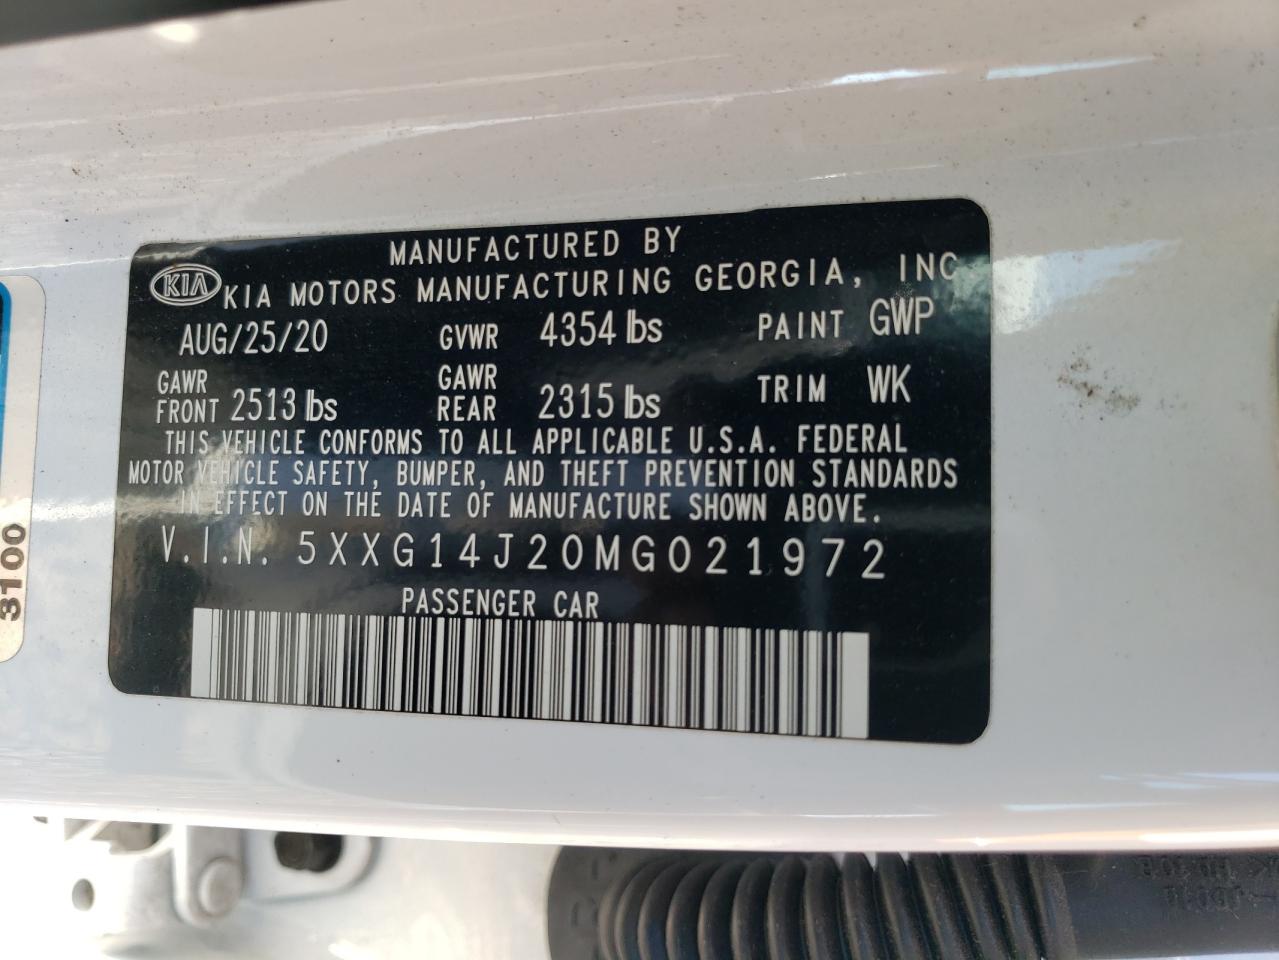 MANUFACTURED BY
KIA KIA MOTORS MANUFACTURING GEORGIA, INC
AUG/25/20 GVWR 4354 lbs PAINT GWP
GAWR FRONT 2513 lbs GAWR REAR 2315 lbs TRIM WK
THIS VEHICLE CONFORMS TO ALL APPLICABLE U.S.A. FEDERAL
MOTOR VEHICLE SAFETY, BUMPER, AND THEFT PREVENTION STANDARDS
IN EFFECT ON THE DATE OF MANUFACTURE SHOWN ABOVE.
V.I.N. 5XXG14J20MG021972
PASSENGER CAR
3100